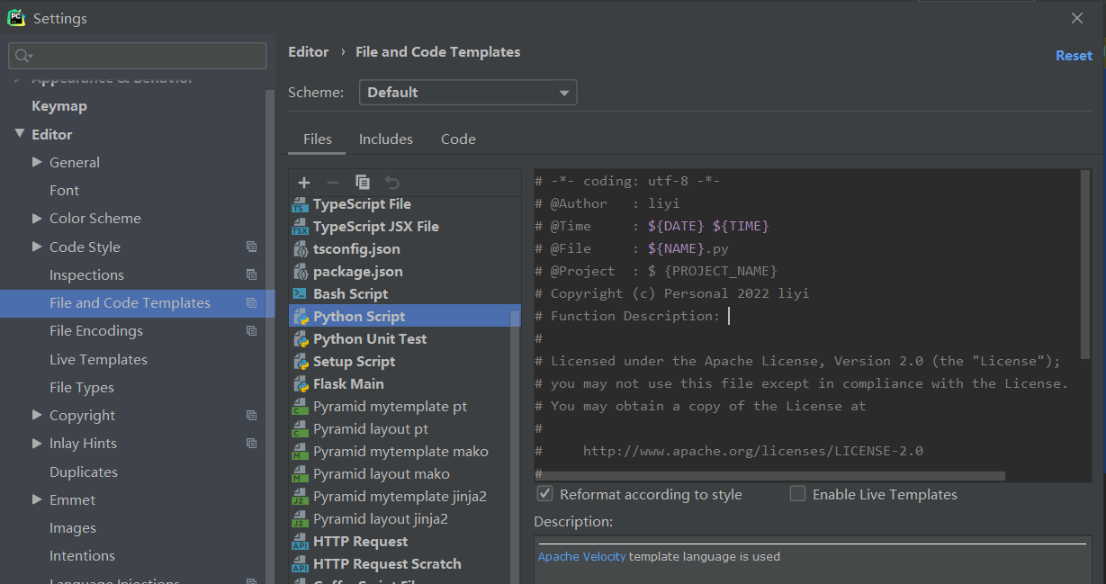 PC
Settings
Appearance & Behavior
Keymap
Editor
General
Font
Color Scheme
Code Style
Inspections
File and Code Templates
File Encodings
Live Templates
File Types
Copyright
Inlay Hints
Duplicates
Emmet
Images
Intentions
Language Injections
Editor › File and Code Templates
Reset
Scheme: Default
Files Includes Code
TypeScript File
TypeScript JSX File
tsconfig.json
package.json
Bash Script
Python Script
Python Unit Test
Setup Script
Flask Main
Pyramid mytemplate pt
Pyramid layout pt
Pyramid mytemplate mako
Pyramid layout mako
Pyramid mytemplate jinja2
Pyramid layout jinja2
HTTP Request
HTTP Request Scratch
# -*- coding: utf-8 -*-
# @Author   : liyi
# @Time     : ${DATE} ${TIME}
# @File     : ${NAME}.py
# @Project  : $ {PROJECT_NAME}
# Copyright (c) Personal 2022 liyi
# Function Description:
#
# Licensed under the Apache License, Version 2.0 (the "License");
# you may not use this file except in compliance with the License.
# You may obtain a copy of the License at
#
#     http://www.apache.org/licenses/LICENSE-2.0
#
Reformat according to style
Enable Live Templates
Description:
Apache Velocity template language is used